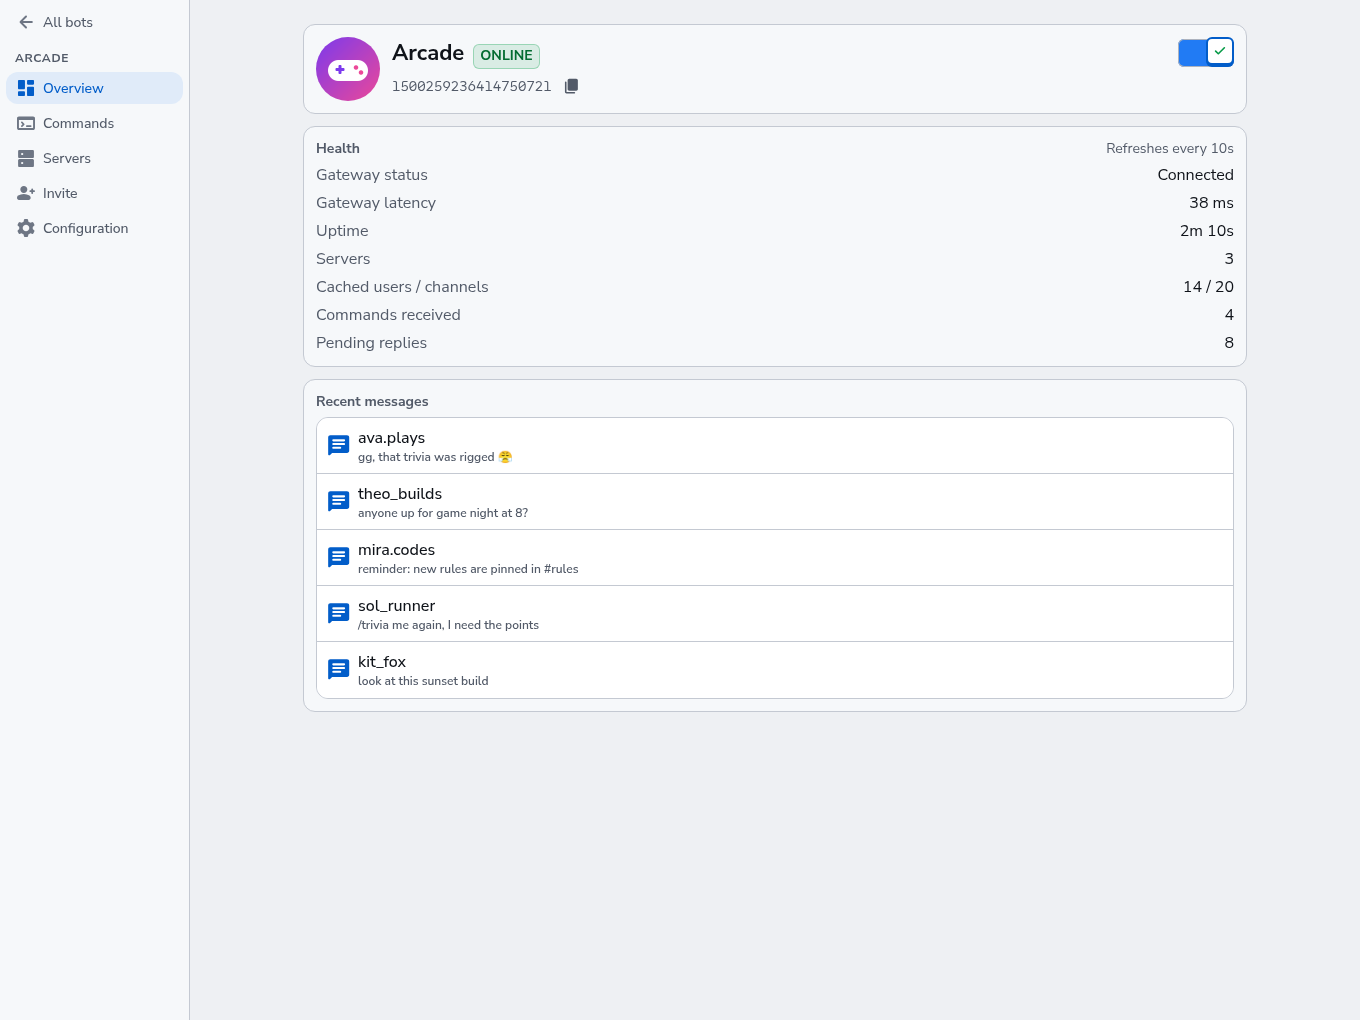 All bots
ARCADE
Overview
Commands
Servers
Invite
Configuration
Arcade ONLINE
1500259236414750721
Health Refreshes every 10s
Gateway status Connected
Gateway latency 38 ms
Uptime 2m 10s
Servers 3
Cached users / channels 14 / 20
Commands received 4
Pending replies 8
Recent messages
ava.plays
gg, that trivia was rigged 😤
theo_builds
anyone up for game night at 8?
mira.codes
reminder: new rules are pinned in #rules
sol_runner
/trivia me again, I need the points
kit_fox
look at this sunset build